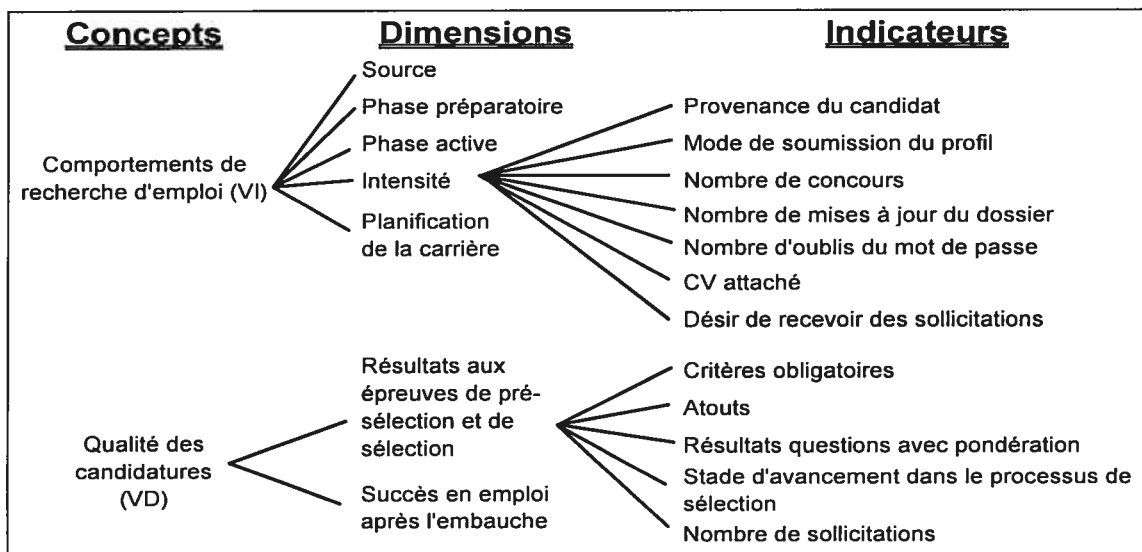 Concepts
Dimensions
Indicateurs
Comportements de
recherche d'emploi (VI)
Source
Phase préparatoire
Phase active
Intensité
Planification
de la carrière
Provenance du candidat
Mode de soumission du profil
Nombre de concours
Nombre de mises à jour du dossier
Nombre d'oublis du mot de passe
CV attaché
Désir de recevoir des sollicitations
Qualité des
candidatures
(VD)
Résultats aux
épreuves de pré-
sélection et de
sélection
Succès en emploi
après l'embauche
Critères obligatoires
Atouts
Résultats questions avec pondération
Stade d'avancement dans le processus de
sélection
Nombre de sollicitations